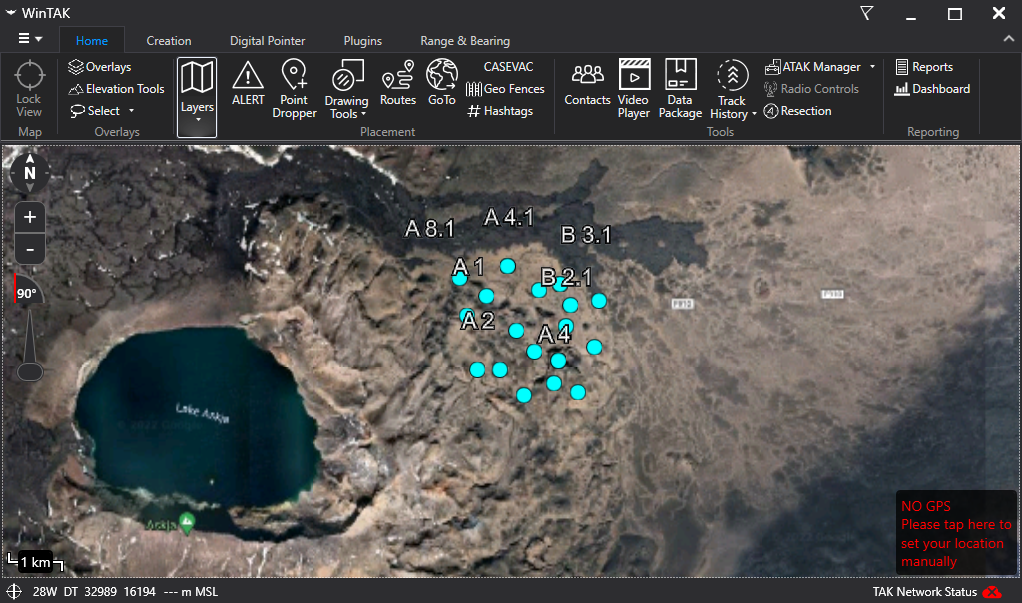 WinTAK
Home Creation Digital Pointer Plugins Range & Bearing
Lock View
Map
Overlays
Elevation Tools
Select
Overlays
Layers
ALERT
Point Dropper
Drawing Tools
Routes
GoTo
CASEVAC
Geo Fences
# Hashtags
Placement
Contacts
Video Player
Data Package
Track History
ATAK Manager
Radio Controls
Resection
Tools
Reports
Dashboard
Reporting
N
+
-
90°
A 8.1
A 4.1
B 3.1
A 1
B 2.1
A 2
A 4
F910
F910
Lake Askja
Askja
1 km
NO GPS
Please tap here to
set your location
manually
28W DT 32989 16194 --- m MSL
TAK Network Status